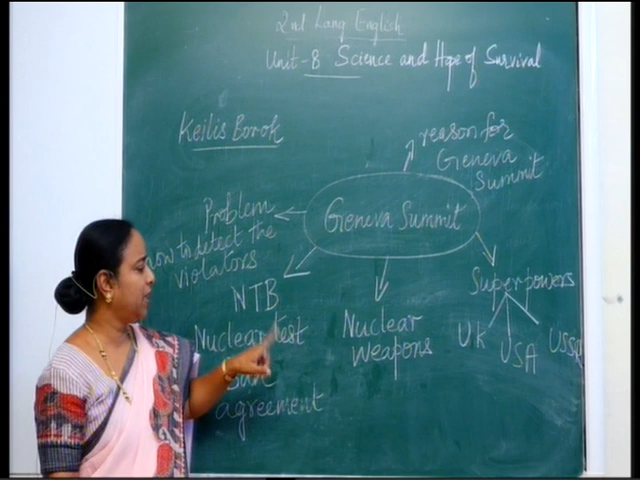 2nd Lang English
Unit-8 Science and Hope of Survival
Keilis Borok
reason for
Geneva
Summit
Geneva Summit
Problem
how to detect the
violators
NTB
Nuclear test
Ban
agreement
Nuclear
Weapons
Superpowers
UK
USA
USSR